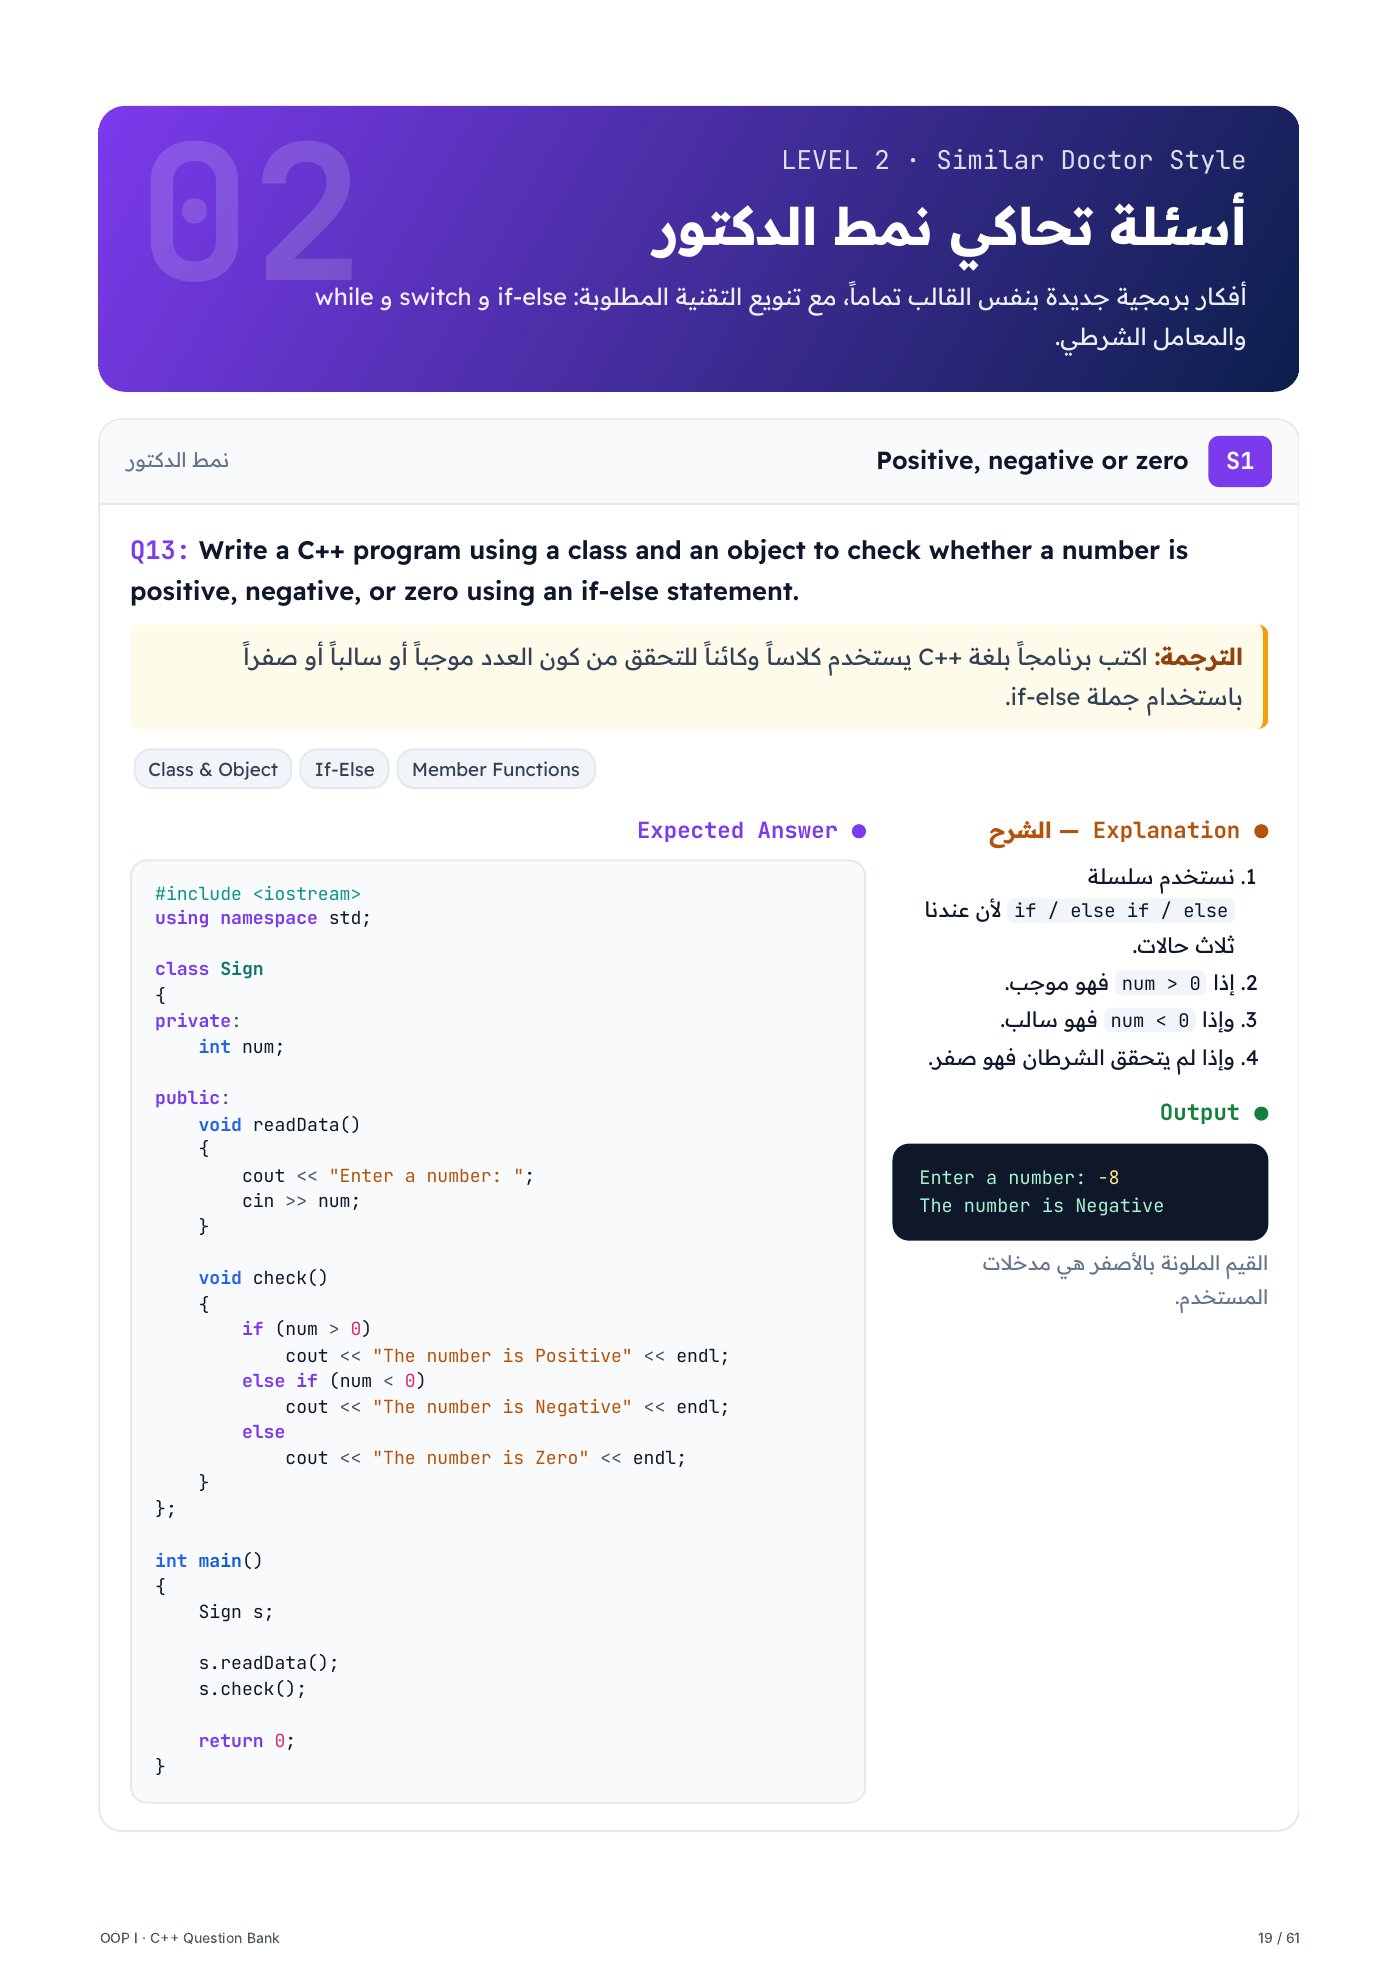 02
LEVEL 2 · Similar Doctor Style
أسئلة تحاكي نمط الدكتور
أفكار برمجية جديدة بنفس القالب تماماً، مع تنويع التقنية المطلوبة: if-else و switch و while
والمعامل الشرطي.
S1 Positive, negative or zero
نمط الدكتور
Q13: Write a C++ program using a class and an object to check whether a number is
positive, negative, or zero using an if-else statement.
الترجمة: اكتب برنامجاً بلغة C++ يستخدم كلاساً وكائناً للتحقق من كون العدد موجباً أو سالباً أو صفراً
باستخدام جملة if-else.
Class & Object If-Else Member Functions
Explanation — الشرح
1. نستخدم سلسلة
if / else if / else لأن عندنا
ثلاث حالات.
2. إذا num > 0 فهو موجب.
3. وإذا num < 0 فهو سالب.
4. وإذا لم يتحقق الشرطان فهو صفر.
Output
Enter a number: -8
The number is Negative
القيم الملونة بالأصفر هي مدخلات
المستخدم.
Expected Answer
#include <iostream>
using namespace std;
class Sign
{
private:
    int num;
public:
    void readData()
    {
        cout << "Enter a number: ";
        cin >> num;
    }
    void check()
    {
        if (num > 0)
            cout << "The number is Positive" << endl;
        else if (num < 0)
            cout << "The number is Negative" << endl;
        else
            cout << "The number is Zero" << endl;
    }
};
int main()
{
    Sign s;
    s.readData();
    s.check();
    return 0;
}
OOP I · C++ Question Bank
19 / 61